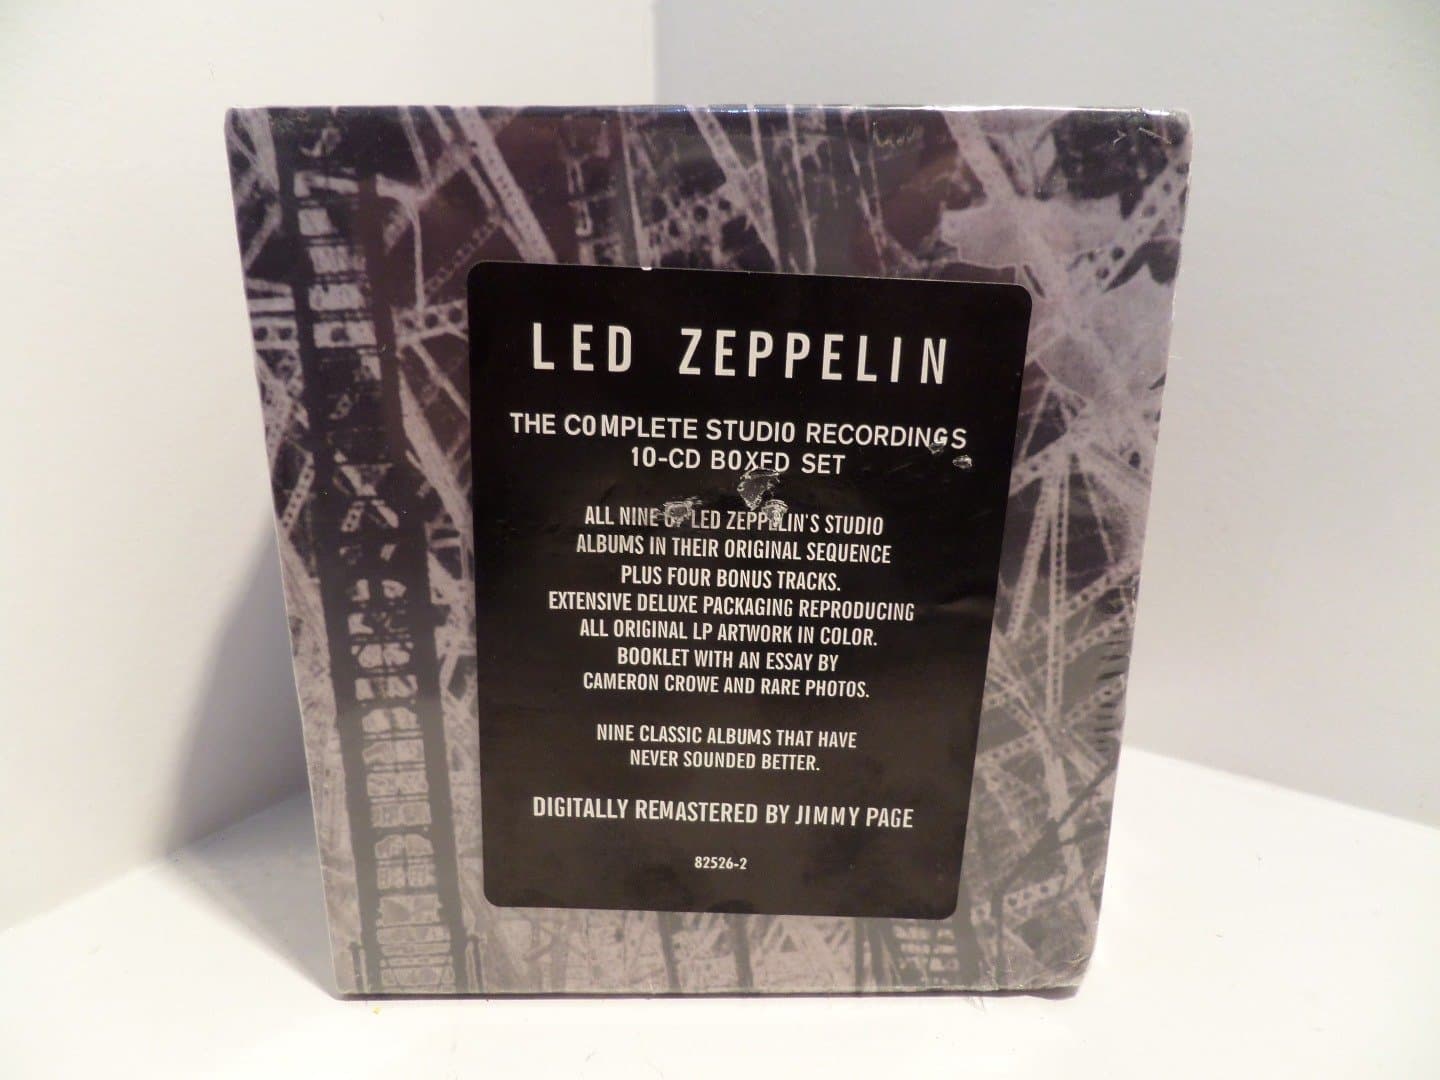 LED ZEPPELIN
THE COMPLETE STUDIO RECORDINGS
10-CD BOXED SET
ALL NINE OF LED ZEPPELIN'S STUDIO
ALBUMS IN THEIR ORIGINAL SEQUENCE
PLUS FOUR BONUS TRACKS.
EXTENSIVE DELUXE PACKAGING REPRODUCING
ALL ORIGINAL LP ARTWORK IN COLOR.
BOOKLET WITH AN ESSAY BY
CAMERON CROWE AND RARE PHOTOS.
NINE CLASSIC ALBUMS THAT HAVE
NEVER SOUNDED BETTER.
DIGITALLY REMASTERED BY JIMMY PAGE
82526-2